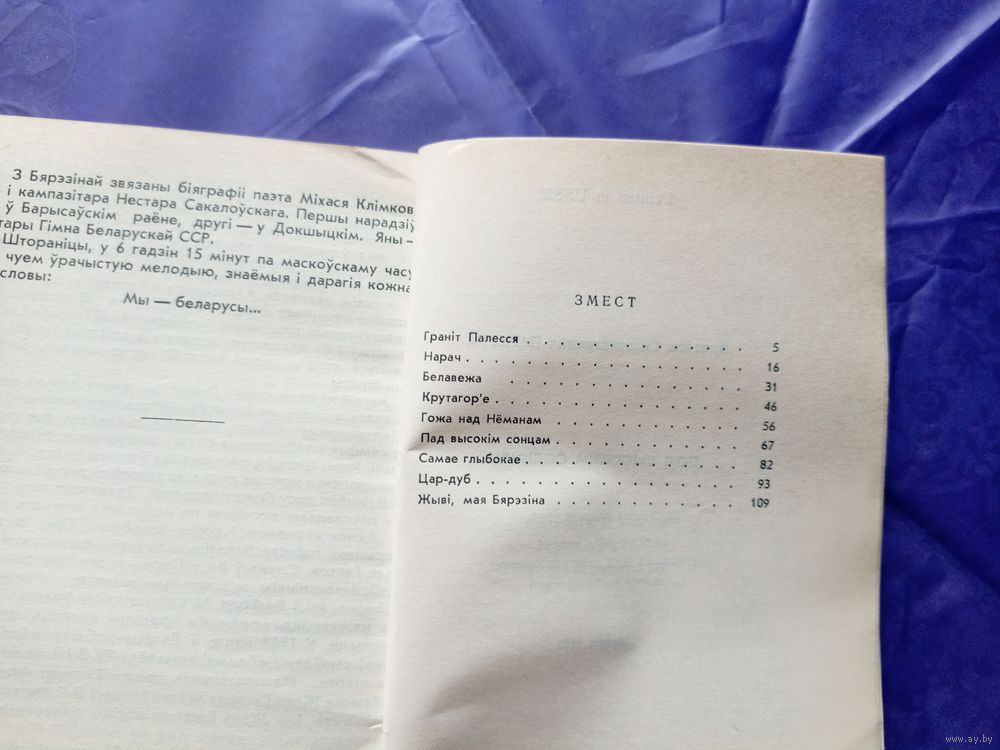 З Бярэзінай звязаны біяграфіі паэта Міхася Клімков
і кампазітара Нестара Сакалоўскага. Першы нарадзіў
ў Барысаўскім раёне, другі — у Докшыцкім. Яны —
тары Гімна Беларускай ССР.
Штораніцы, у 6 гадзін 15 мінут па маскоўскаму часу
чуем ўрачыстую мелодыю, знаёмыя і дарагія кожна
словы:
Мы — беларусы...
ЗМЕСТ
Граніт Палесся . . . . . . . . . . . . . 5
Нарач . . . . . . . . . . . . . . . . 16
Белавежа . . . . . . . . . . . . . . 31
Крутагор'е . . . . . . . . . . . . . . . 46
Гожа над Нёманам . . . . . . . . . . . 56
Пад высокім сонцам . . . . . . . . . . . 67
Самае глыбокае . . . . . . . . . . . . . 82
Цар-дуб . . . . . . . . . . . . . . . . 93
Жыві, мая Бярэзіна . . . . . . . . . . . 109
www.ay.by